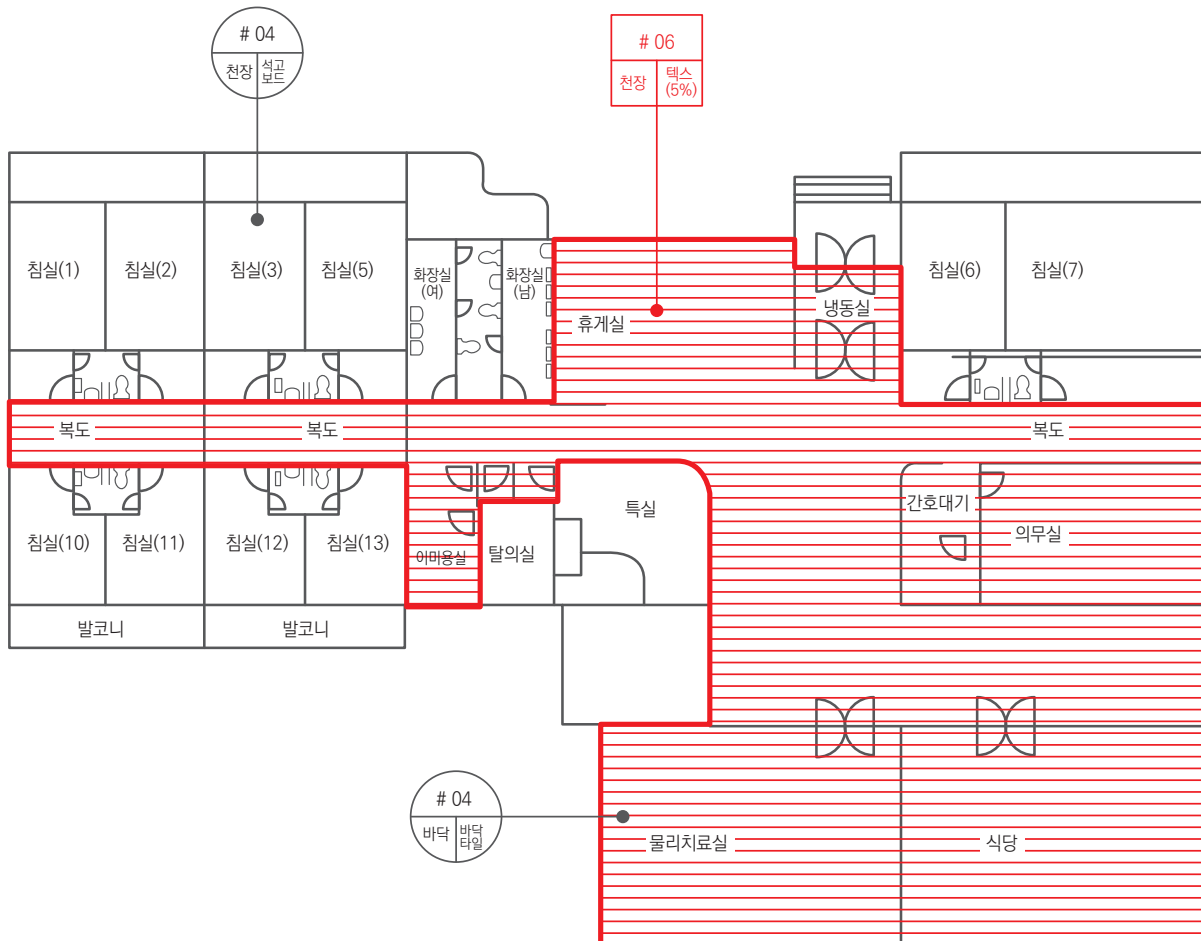 # 04
천장
석고
보드
# 06
천장
텍스
(5%)
침실(1)
침실(2)
침실(3)
침실(5)
화장실
(여)
화장실
(남)
휴게실
냉동실
침실(6)
침실(7)
복도
복도
복도
침실(10)
침실(11)
침실(12)
침실(13)
이미용실
탈의실
특실
간호대기
의무실
발코니
발코니
# 04
바닥
바닥
타일
물리치료실
식당